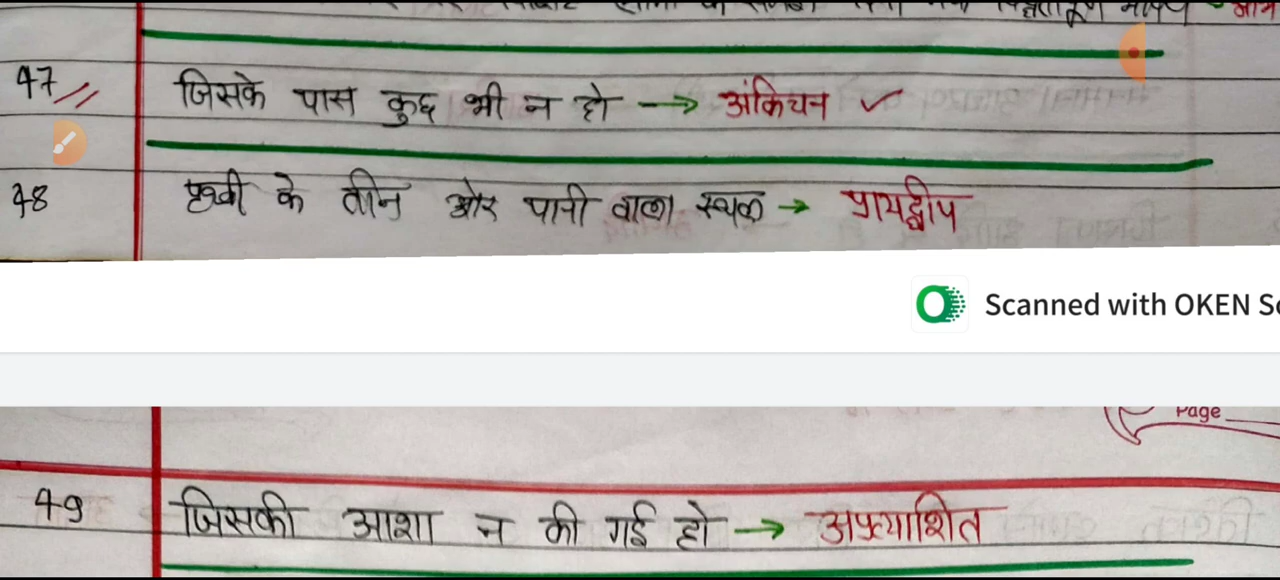 47 जिसके पास कुछ भी न हो → अंकिचन ✓
48 पृथ्वी के तीन ओर पानी वाला स्थल → प्रायद्वीप
Scanned with OKEN
Page
49 जिसकी आशा न की गई हो → अप्रत्याशित